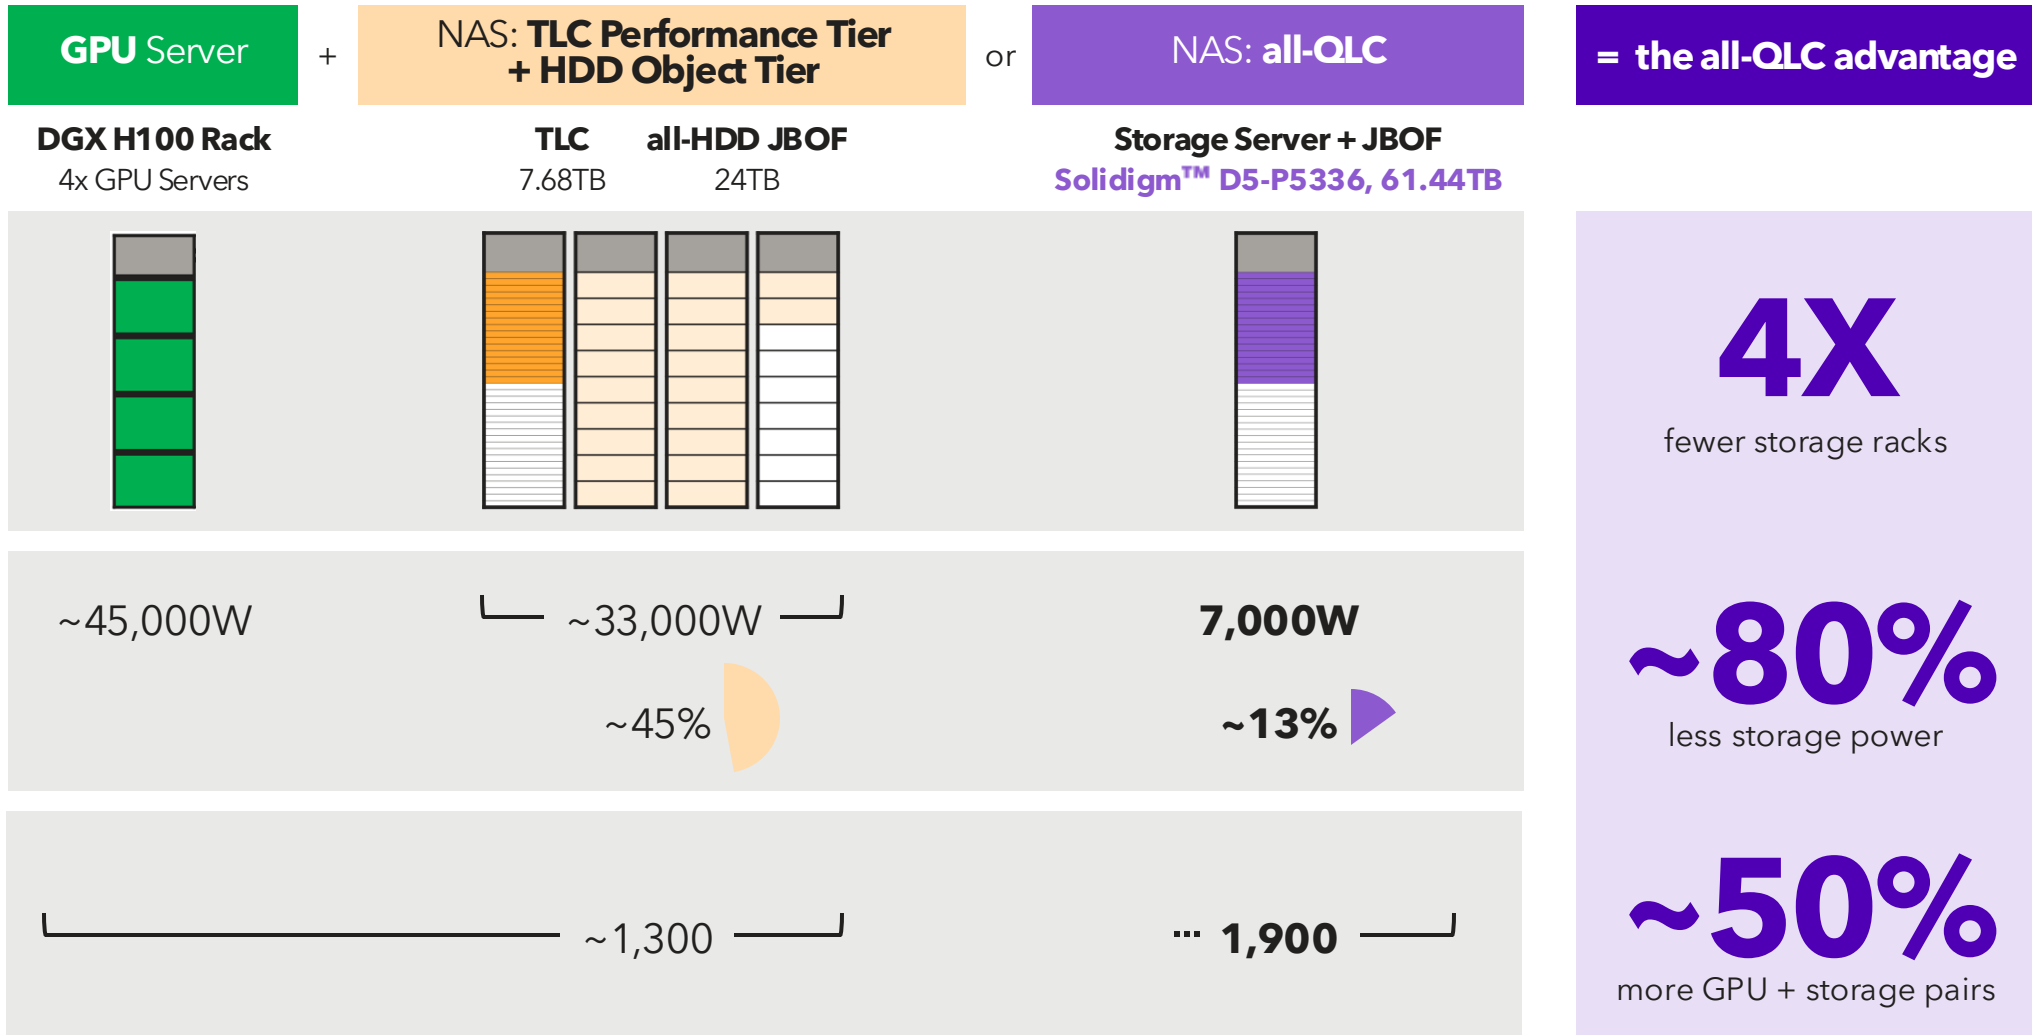 GPU Server
+
NAS: TLC Performance Tier
+ HDD Object Tier
or
NAS: all-QLC
= the all-QLC advantage
DGX H100 Rack
4x GPU Servers
TLC
7.68TB
all-HDD JBOF
24TB
Storage Server + JBOF
Solidigm™ D5-P5336, 61.44TB
4X
fewer storage racks
~45,000W
~33,000W
7,000W
~45%
~13%
~80%
less storage power
~1,300
... 1,900
~50%
more GPU + storage pairs